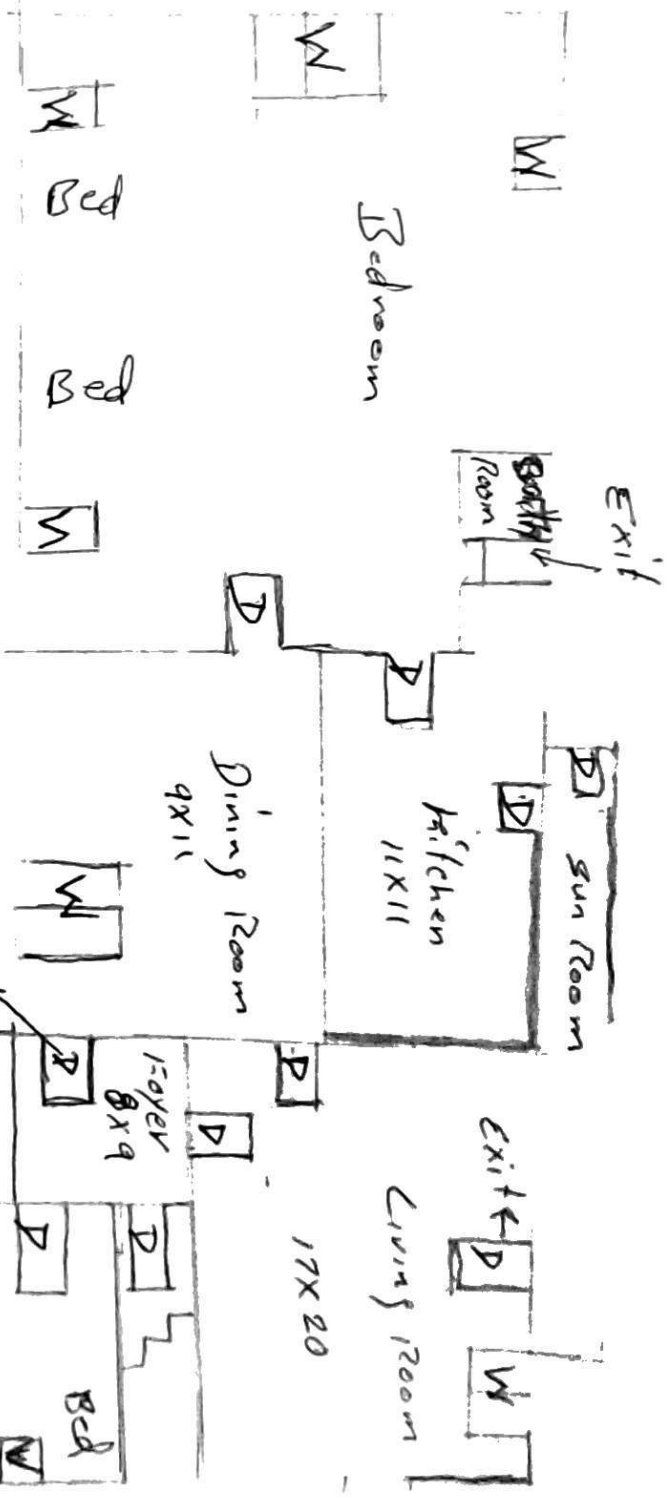 W
W
W
Bed
Bedroom
Bed
Exit
Room
W
D
D
D
D
Sun Room
Kitchen
11X11
Dining Room
9X11
W
D
D
Foyer
8x9
D
Exit
D
Living Room
17X20
D
D
W
Bed
W